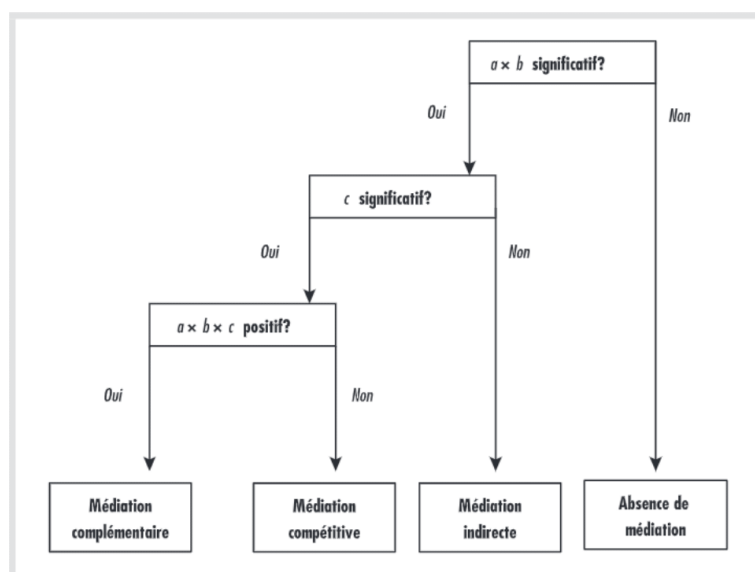 a × b significatif?
Oui
Non
c significatif?
Oui
Non
a × b × c positif?
Oui
Non
Médiation
complémentaire
Médiation
compétitive
Médiation
indirecte
Absence de
médiation